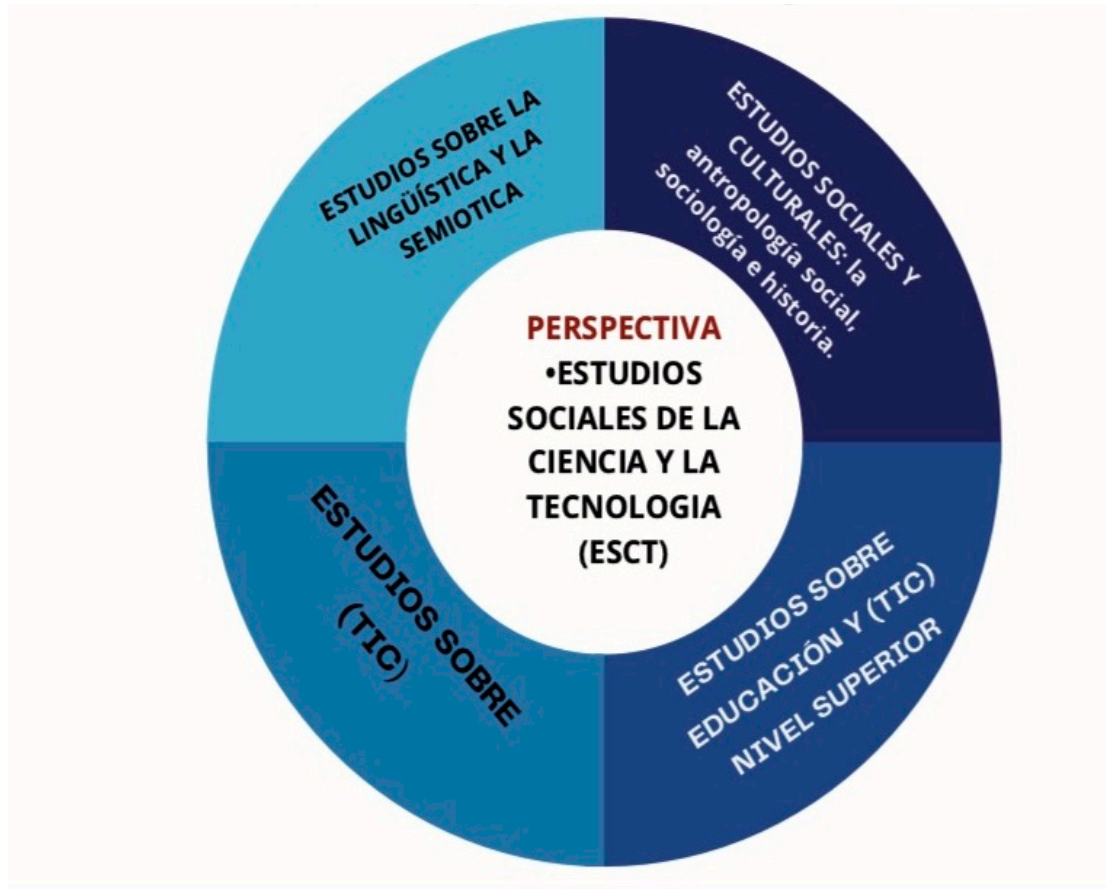 ESTUDIOS SOBRE LA
LINGÜÍSTICA Y LA
SEMIOTICA
ESTUDIOS SOCIALES Y
CULTURALES: la
antropología social,
sociología e historia.
PERSPECTIVA
•ESTUDIOS
SOCIALES DE LA
CIENCIA Y LA
TECNOLOGIA
(ESCT)
ESTUDIOS SOBRE
(TIC)
ESTUDIOS SOBRE
EDUCACIÓN Y (TIC)
NIVEL SUPERIOR